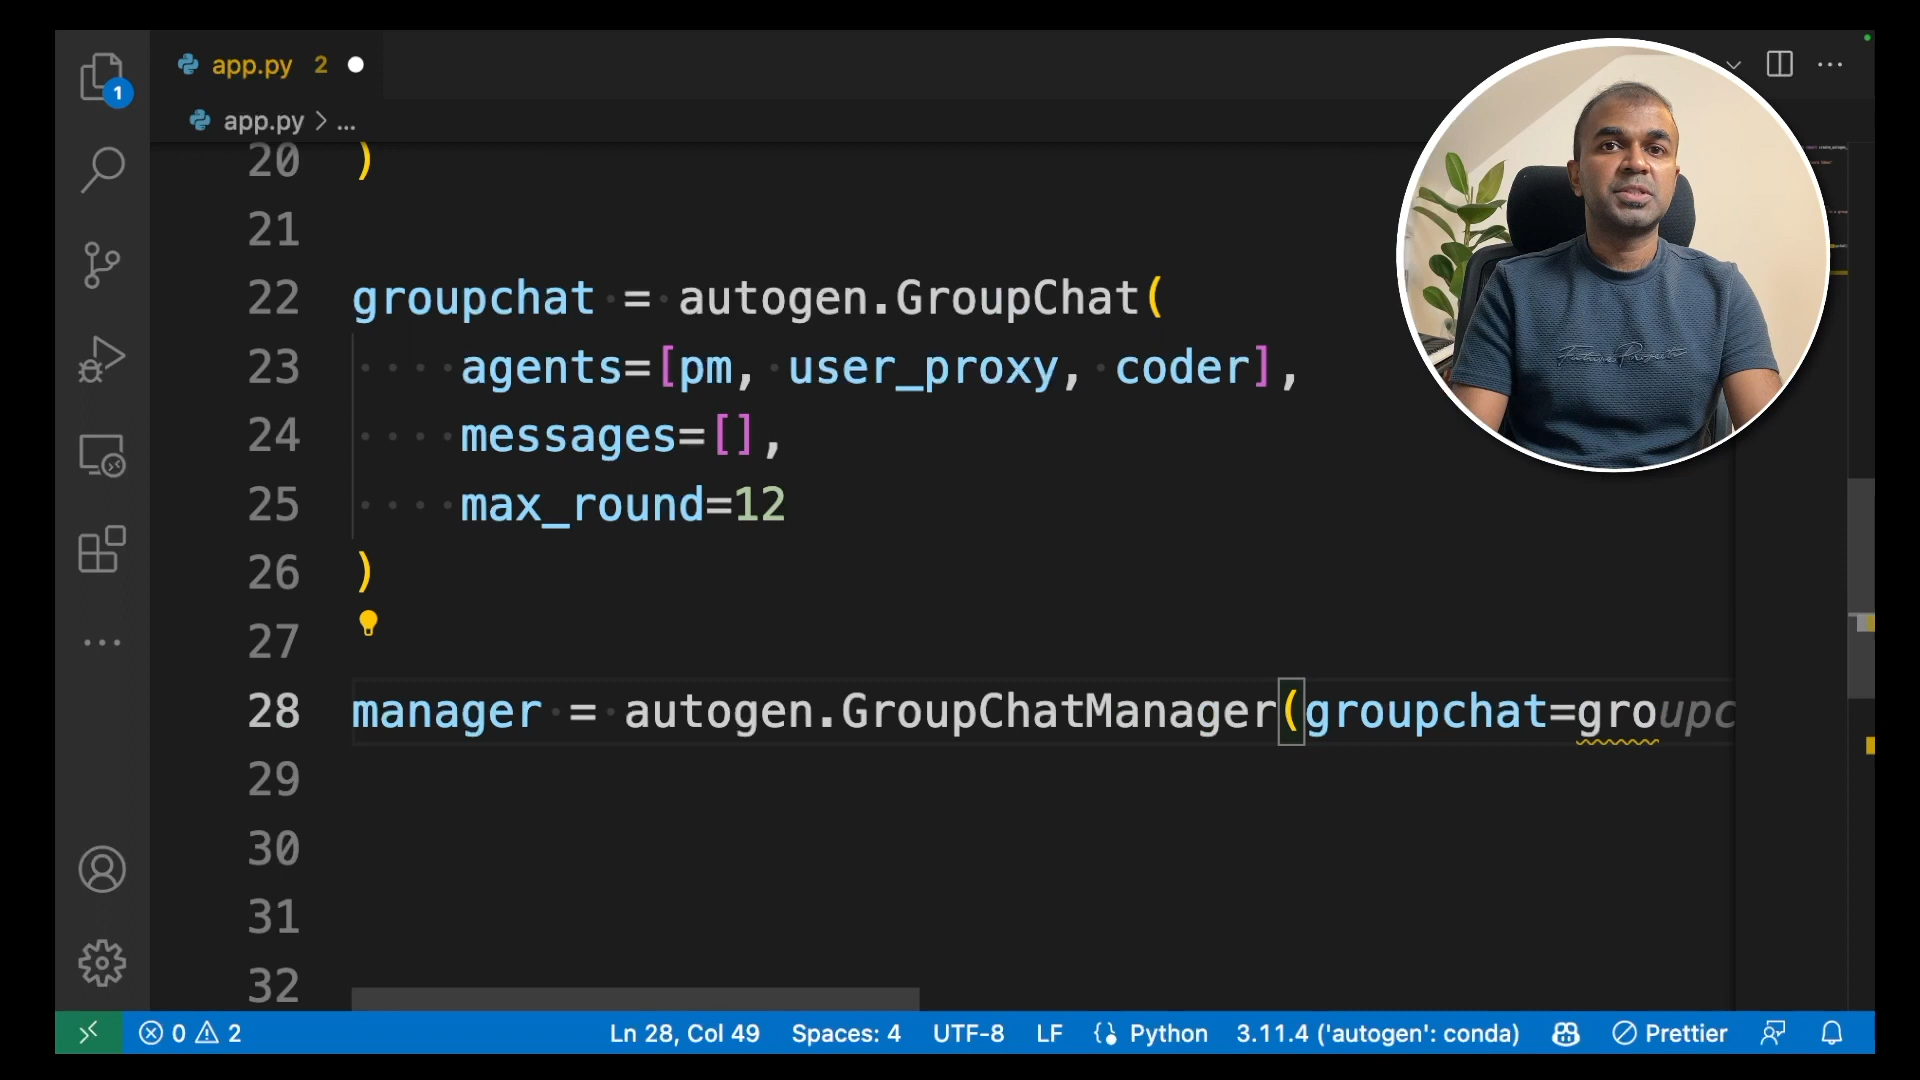 app.py 2
1
app.py > ...
20 )
21
22 groupchat = autogen.GroupChat(
23 agents=[pm, user_proxy, coder],
24 messages=[],
25 max_round=12
26 )
27
28 manager = autogen.GroupChatManager(groupchat=groupc
29
30
31
32
0 2 Ln 28, Col 49 Spaces: 4 UTF-8 LF Python 3.11.4 ('autogen': conda) Prettier